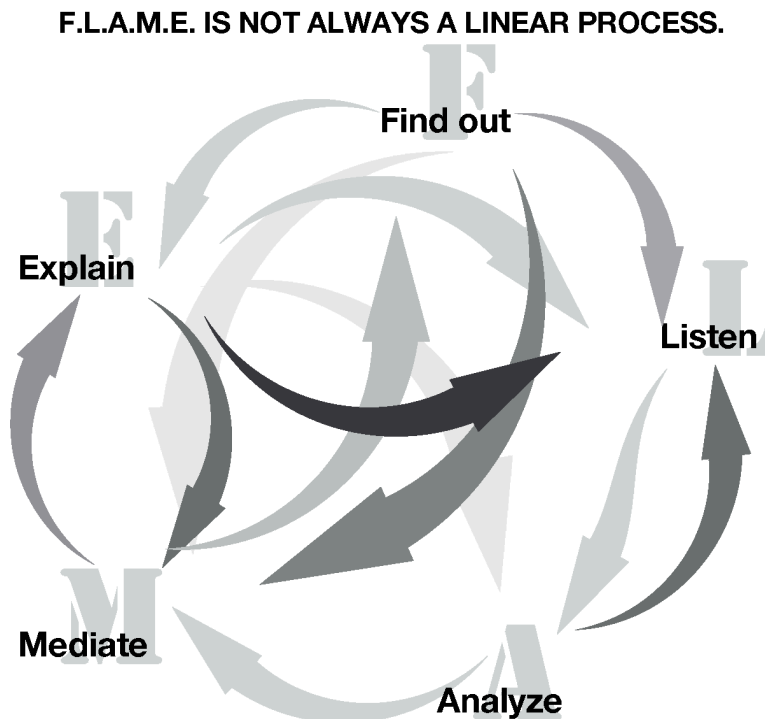 F.L.A.M.E. IS NOT ALWAYS A LINEAR PROCESS.
F
Find out
L
Listen
A
Analyze
M
Mediate
E
Explain